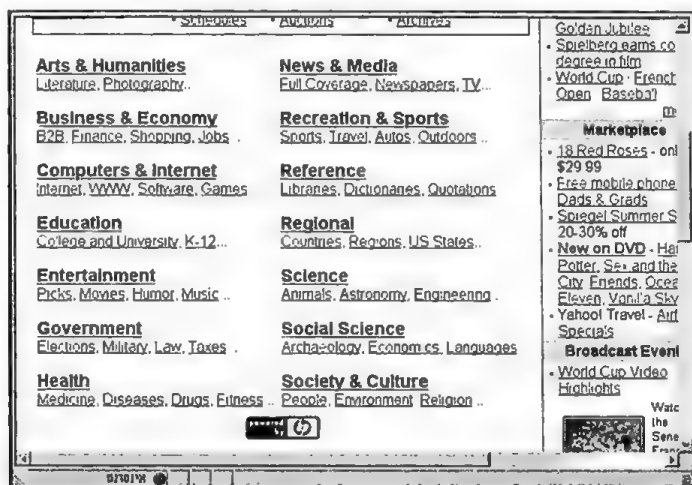 · Schedules · Auctions · Archives
Arts & Humanities
Literature, Photography...
Business & Economy
B2B, Finance, Shopping, Jobs ..
Computers & Internet
Internet, WWW, Software, Games
Education
College and University, K-12...
Entertainment
Picks, Movies, Humor, Music ..
Government
Elections, Military, Law, Taxes ..
Health
Medicine, Diseases, Drugs, Fitness ..
News & Media
Full Coverage, Newspapers, TV...
Recreation & Sports
Sports, Travel, Autos, Outdoors ..
Reference
Libraries, Dictionaries, Quotations
Regional
Countries, Regions, US States...
Science
Animals, Astronomy, Engineering .
Social Science
Archaeology, Economics, Languages
Society & Culture
People, Environment, Religion ..
powered by hp
Golden Jubilee
· Spielberg earns co
degree in film
· World Cup · French
Open · Baseball
Marketplace
· 18 Red Roses - onl
$29 99
· Free mobile phone
Dads & Grads
· Spiegel Summer S
20-30% off
· New on DVD - Har
Potter, Sex and the
City, Friends, Ocea
Eleven, Vanilla Sky
· Yahoo! Travel - Airf
Specials
Broadcast Event
· World Cup Video
Highlights
Watc
the
Sene
Franc